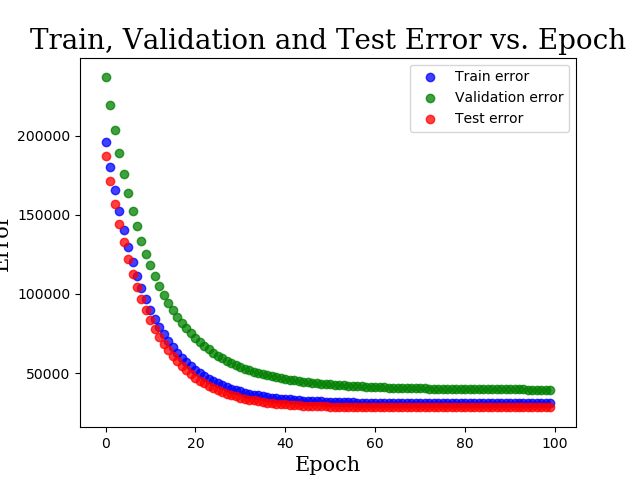 Train, Validation and Test Error vs. Epoch
Train error
Validation error
Test error
200000
150000
100000
50000
Error
0 20 40 60 80 100
Epoch